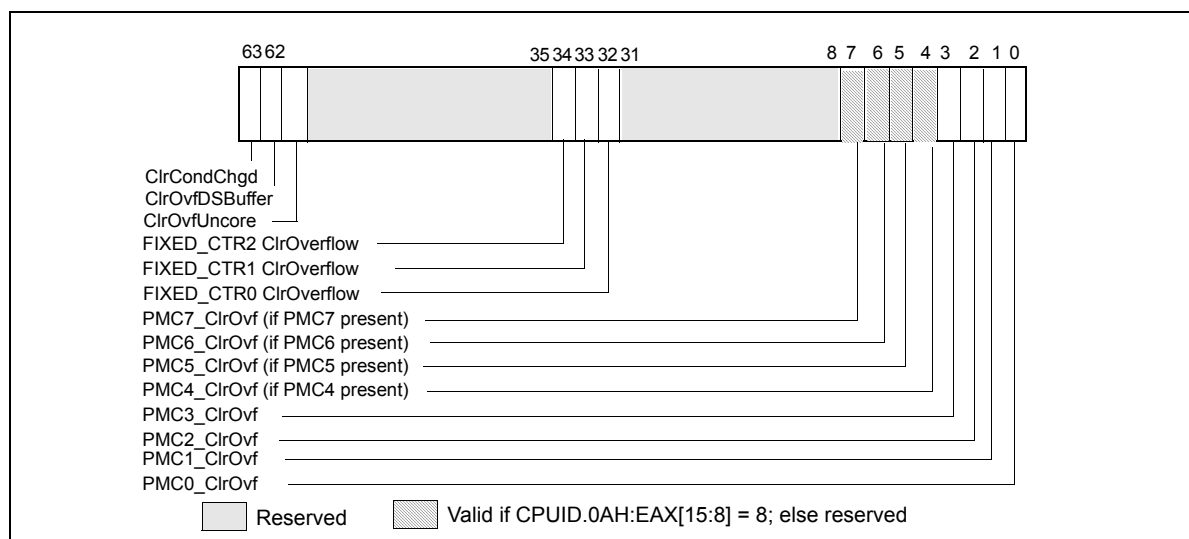 63 62 35 34 33 32 31 8 7 6 5 4 3 2 1 0
ClrCondChgd
ClrOvfDSBuffer
ClrOvfUncore
FIXED_CTR2 ClrOverflow
FIXED_CTR1 ClrOverflow
FIXED_CTR0 ClrOverflow
PMC7_ClrOvf (if PMC7 present)
PMC6_ClrOvf (if PMC6 present)
PMC5_ClrOvf (if PMC5 present)
PMC4_ClrOvf (if PMC4 present)
PMC3_ClrOvf
PMC2_ClrOvf
PMC1_ClrOvf
PMC0_ClrOvf
Reserved Valid if CPUID.0AH:EAX[15:8] = 8; else reserved